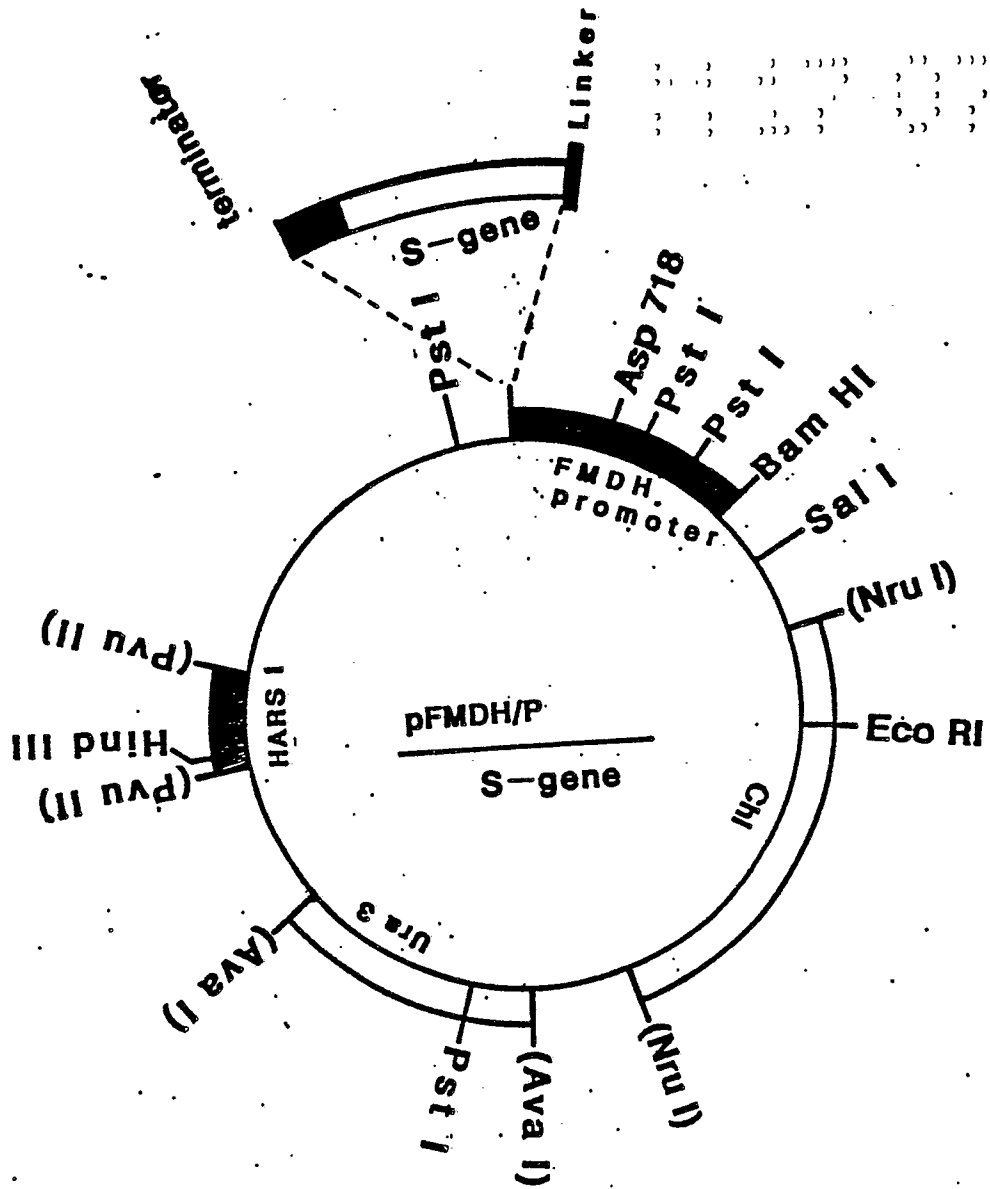 Linker
terminator
S-gene
Pst I
Asp 718
Pst I
Pst I
Bam HI
Sal I
(Nru I)
Eco RI
(Nru I)
(Ava I)
Pst I
(Ava I)
(Pvu II)
Hind III
(Pvu II)
FMDH
promoter
Chl
Ura 3
HARS I
pFMDH/P
S-gene